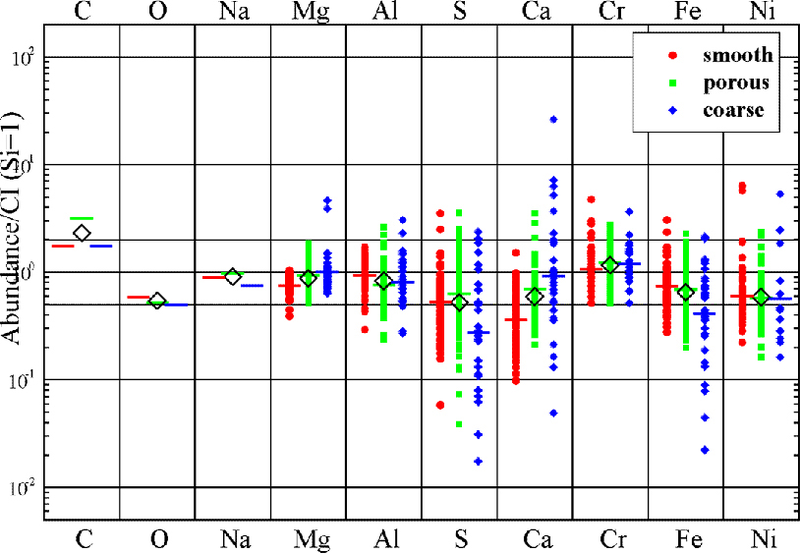 C O Na Mg Al S Ca Cr Fe Ni
Abundance/CI (Si−1)
10²
10¹
10⁰
10⁻¹
10⁻²
smooth
porous
coarse
C O Na Mg Al S Ca Cr Fe Ni